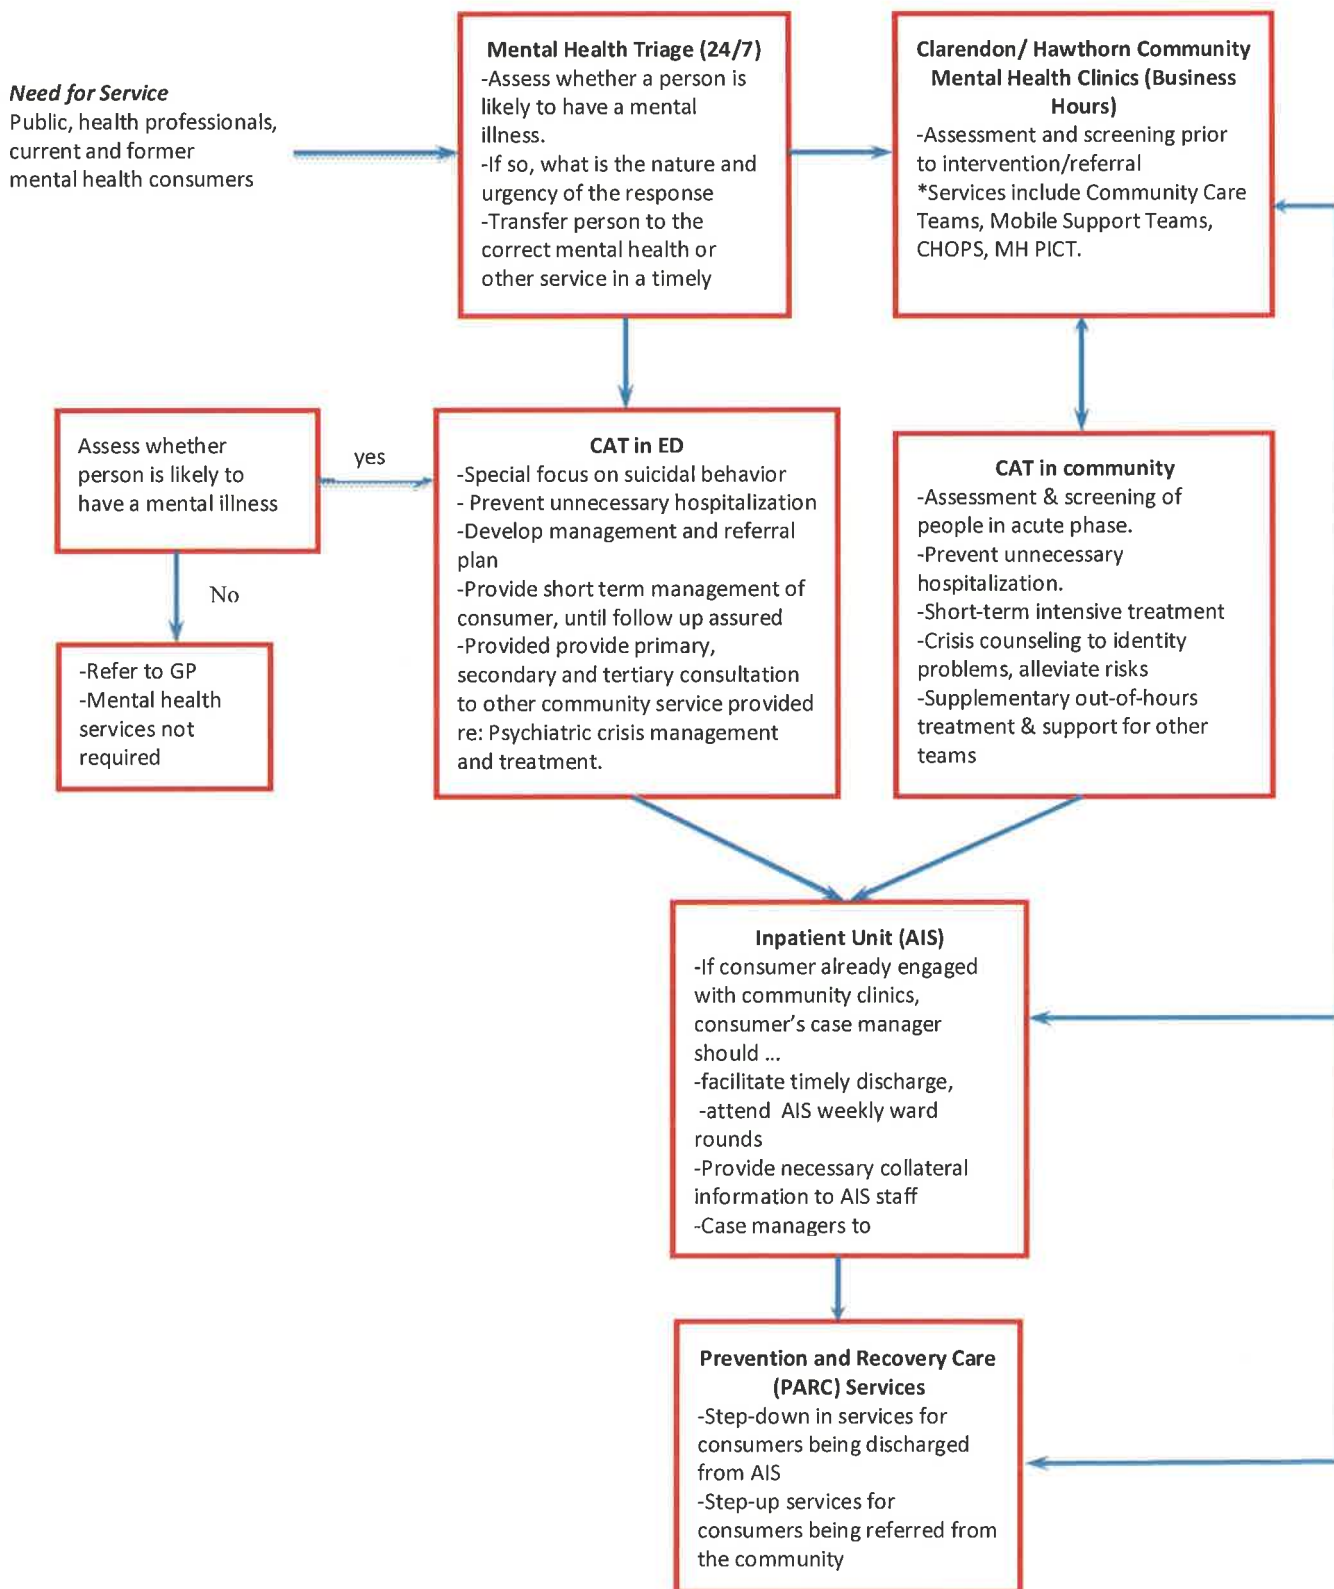 Need for Service
Public, health professionals,
current and former
mental health consumers
Mental Health Triage (24/7)
-Assess whether a person is
likely to have a mental
illness.
-If so, what is the nature and
urgency of the response
-Transfer person to the
correct mental health or
other service in a timely
Clarendon/ Hawthorn Community
Mental Health Clinics (Business
Hours)
-Assessment and screening prior
to intervention/referral
*Services include Community Care
Teams, Mobile Support Teams,
CHOPS, MH PICT.
Assess whether
person is likely to
have a mental illness
yes
No
-Refer to GP
-Mental health
services not
required
CAT in ED
-Special focus on suicidal behavior
- Prevent unnecessary hospitalization
-Develop management and referral
plan
-Provide short term management of
consumer, until follow up assured
-Provided provide primary,
secondary and tertiary consultation
to other community service provided
re: Psychiatric crisis management
and treatment.
CAT in community
-Assessment & screening of
people in acute phase.
-Prevent unnecessary
hospitalization.
-Short-term intensive treatment
-Crisis counseling to identity
problems, alleviate risks
-Supplementary out-of-hours
treatment & support for other
teams
Inpatient Unit (AIS)
-If consumer already engaged
with community clinics,
consumer's case manager
should ...
-facilitate timely discharge,
-attend AIS weekly ward
rounds
-Provide necessary collateral
information to AIS staff
-Case managers to
Prevention and Recovery Care
(PARC) Services
-Step-down in services for
consumers being discharged
from AIS
-Step-up services for
consumers being referred from
the community